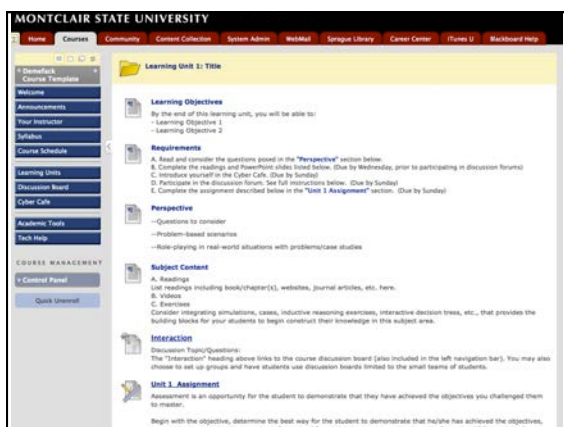 MONTCLAIR STATE UNIVERSITY
Home Courses Community Content Collection System Admin WebMail Sprague Library Career Center iTunes U Blackboard Help
Demefack
Course Template
Welcome
Announcements
Your Instructor
Syllabus
Course Schedule
Learning Units
Discussion Board
Cyber Cafe
Academic Tools
Tech Help
COURSE MANAGEMENT
Control Panel
Quick Unenroll
Learning Unit 1: Title
Learning Objectives
By the end of this learning unit, you will be able to:
- Learning Objective 1
- Learning Objective 2
Requirements
A. Read and consider the questions posed in the "Perspective" section below.
B. Complete the readings and PowerPoint slides listed below. (Due by Wednesday, prior to participating in discussion forums)
C. Introduce yourself in the Cyber Cafe. (Due by Sunday)
D. Participate in the discussion forum. See full instructions below. (Due by Sunday)
E. Complete the assignment described below in the "Unit 1 Assignment" section. (Due by Sunday)
Perspective
--Questions to consider
--Problem-based scenarios
--Role-playing in real-world situations with problems/case studies
Subject Content
A. Readings
List readings including book/chapter(s), websites, journal articles, etc. here.
B. Videos
C. Exercises
Consider integrating simulations, cases, inductive reasoning exercises, interactive decision trees, etc., that provides the
building blocks for your students to begin construct their knowledge in this subject area.
Interaction
Discussion Topic/Questions:
The "Interaction" heading above links to the course discussion board (also included in the left navigation bar). You may also
choose to set up groups and have students use discussion boards limited to the small teams of students.
Unit 1 Assignment
Assessment is an opportunity for the student to demonstrate that they have achieved the objectives you challenged them
to master.
Begin with the objective, determine the best way for the student to demonstrate that he/she has achieved the objectives,